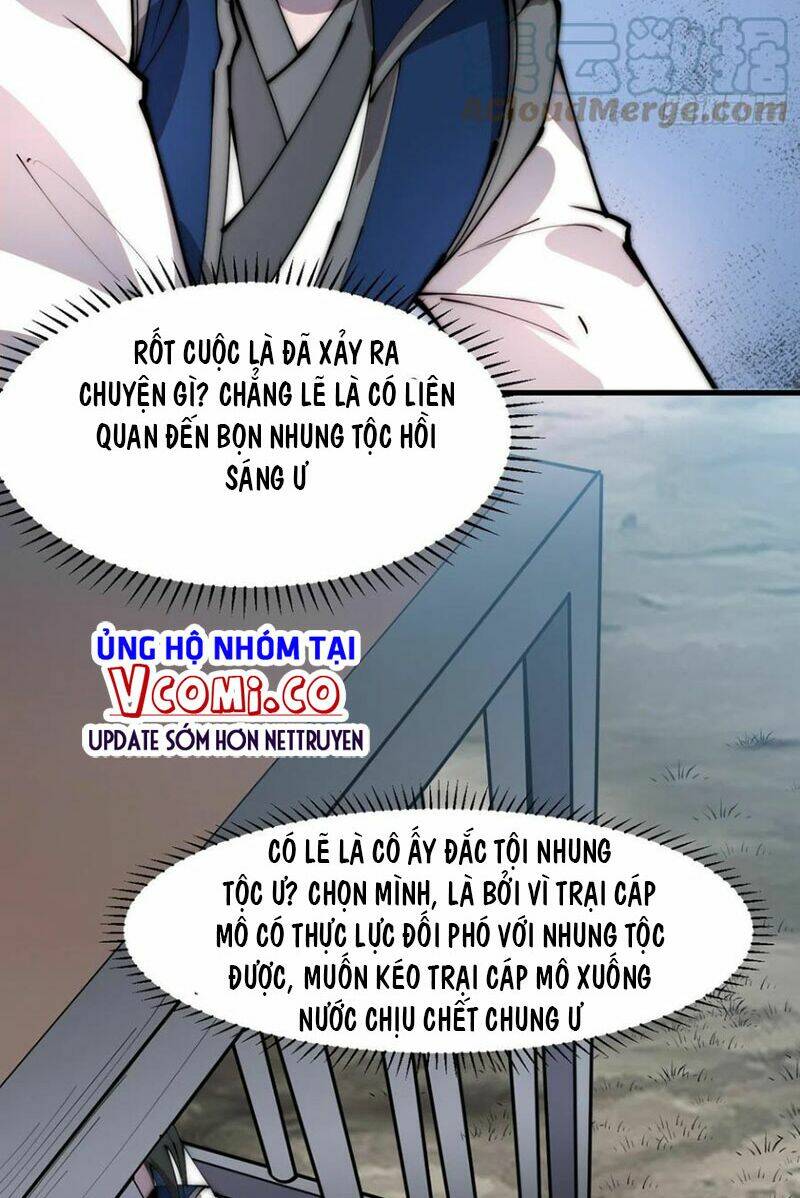 ACloudMerge.com
RỐT CUỘC LÀ ĐÃ XẢY RA
CHUYỆN GÌ? CHẲNG LẼ LÀ CÓ LIÊN
QUAN ĐẾN BỌN NHUNG TỘC HỒI
SÁNG Ư
ỦNG HỘ NHÓM TẠI
VCOMI.CO
UPDATE SỚM HƠN NETTRUYEN
CÓ LẼ LÀ CÔ ẤY ĐẮC TỘI NHUNG
TỘC Ư? CHỌN MÌNH, LÀ BỞI VÌ TRẠI CÁP
MÔ CÓ THỰC LỰC ĐỐI PHÓ VỚI NHUNG TỘC
ĐƯỢC, MUỐN KÉO TRẠI CÁP MÔ XUỐNG
NƯỚC CHỊU CHẾT CHUNG Ư